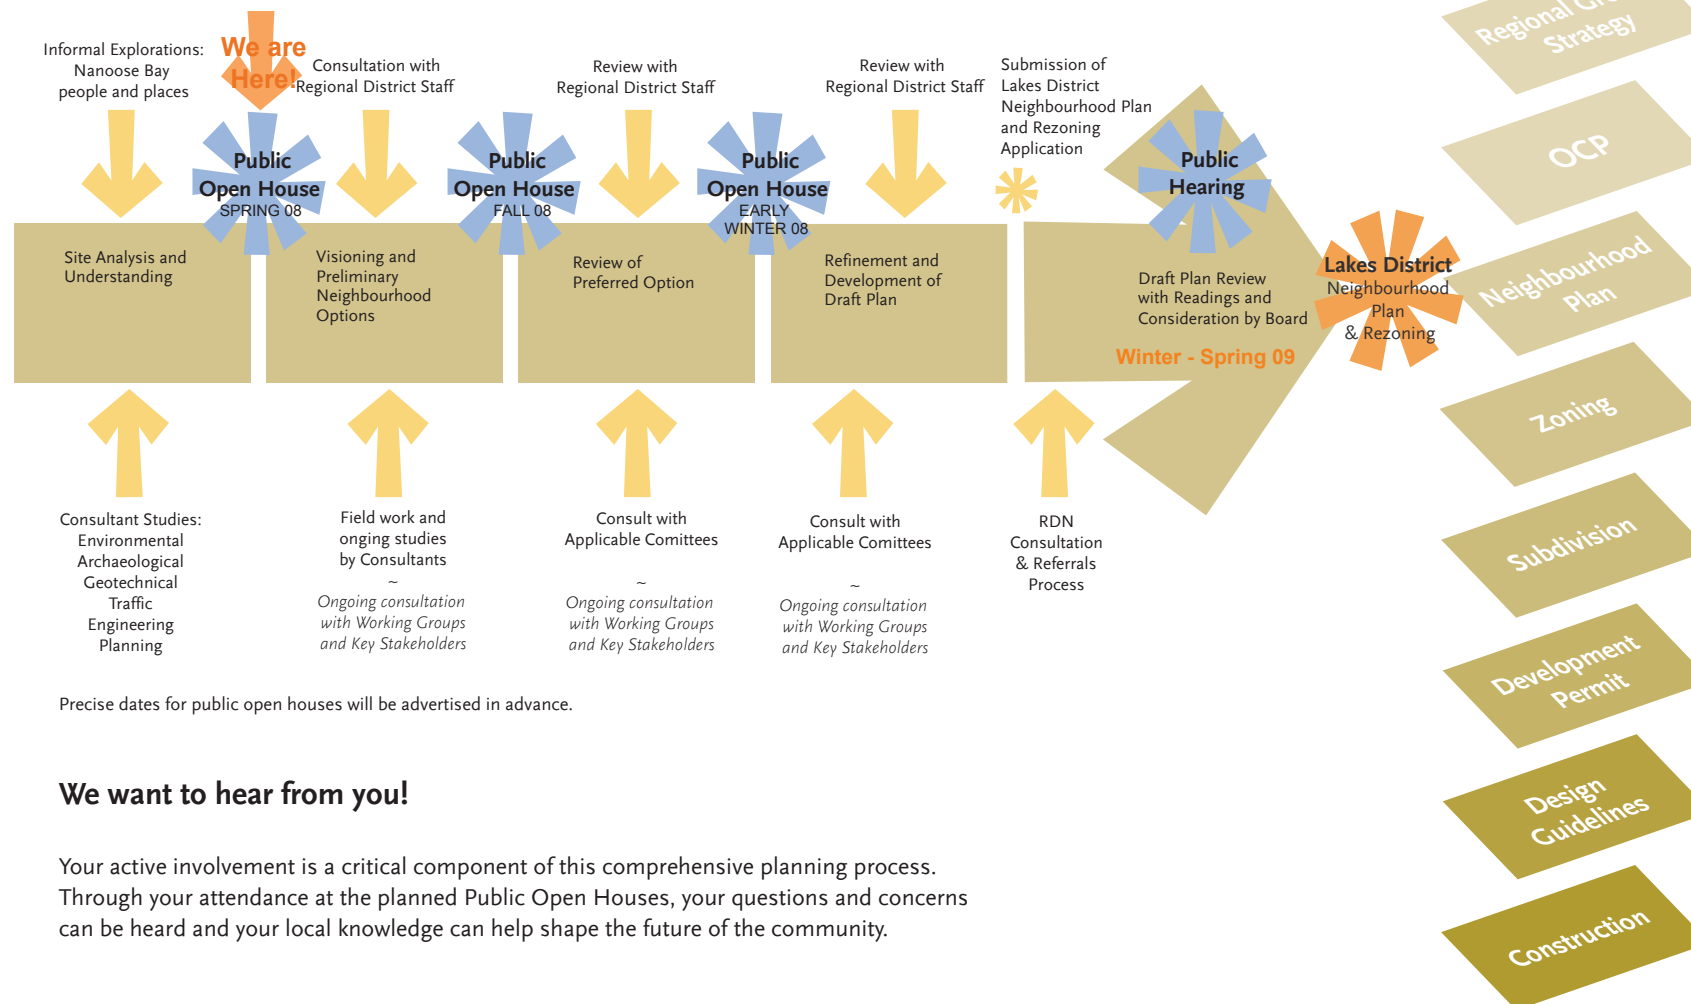 Informal Explorations:
Nanoose Bay
people and places
We are
Here!
Consultation with
Regional District Staff
Review with
Regional District Staff
Review with
Regional District Staff
Submission of
Lakes District
Neighbourhood Plan
and Rezoning
Application
Public
Open House
SPRING 08
Public
Open House
FALL 08
Public
Open House
EARLY
WINTER 08
Public
Hearing
Site Analysis and
Understanding
Visioning and
Preliminary
Neighbourhood
Options
Review of
Preferred Option
Refinement and
Development of
Draft Plan
Draft Plan Review
with Readings and
Consideration by Board
Winter - Spring 09
Lakes District
Neighbourhood
Plan
& Rezoning
Consultant Studies:
Environmental
Archaeological
Geotechnical
Traffic
Engineering
Planning
Field work and
onging studies
by Consultants
~
Ongoing consultation
with Working Groups
and Key Stakeholders
Consult with
Applicable Comittees
~
Ongoing consultation
with Working Groups
and Key Stakeholders
Consult with
Applicable Comittees
~
Ongoing consultation
with Working Groups
and Key Stakeholders
RDN
Consultation
& Referrals
Process
Precise dates for public open houses will be advertised in advance.
We want to hear from you!
Your active involvement is a critical component of this comprehensive planning process.
Through your attendance at the planned Public Open Houses, your questions and concerns
can be heard and your local knowledge can help shape the future of the community.
Regional
Strategy
OCP
Neighbourhood
Plan
Zoning
Subdivision
Development
Permit
Design
Guidelines
Construction